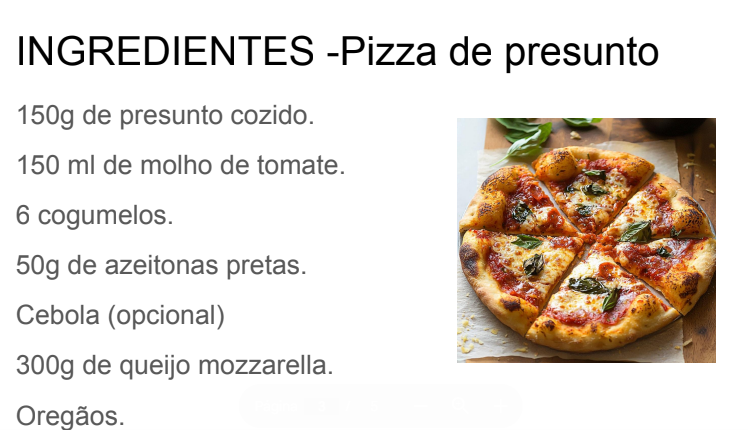 INGREDIENTES -Pizza de presunto
150g de presunto cozido.
150 ml de molho de tomate.
6 cogumelos.
50g de azeitonas pretas.
Cebola (opcional)
300g de queijo mozzarella.
Oregãos.